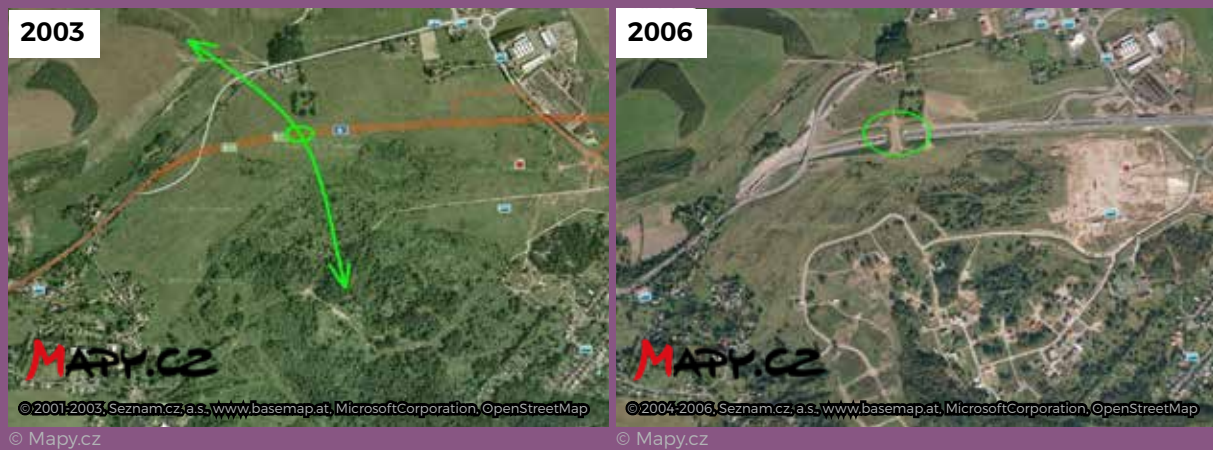 2003
2006
MAPY.CZ
MAPY.CZ
© 2001-2003, Seznam.cz, a.s., www.basemap.at, MicrosoftCorporation, OpenStreetMap
© 2004-2006, Seznam.cz, a.s., www.basemap.at, MicrosoftCorporation, OpenStreetMap
© Mapy.cz
© Mapy.cz